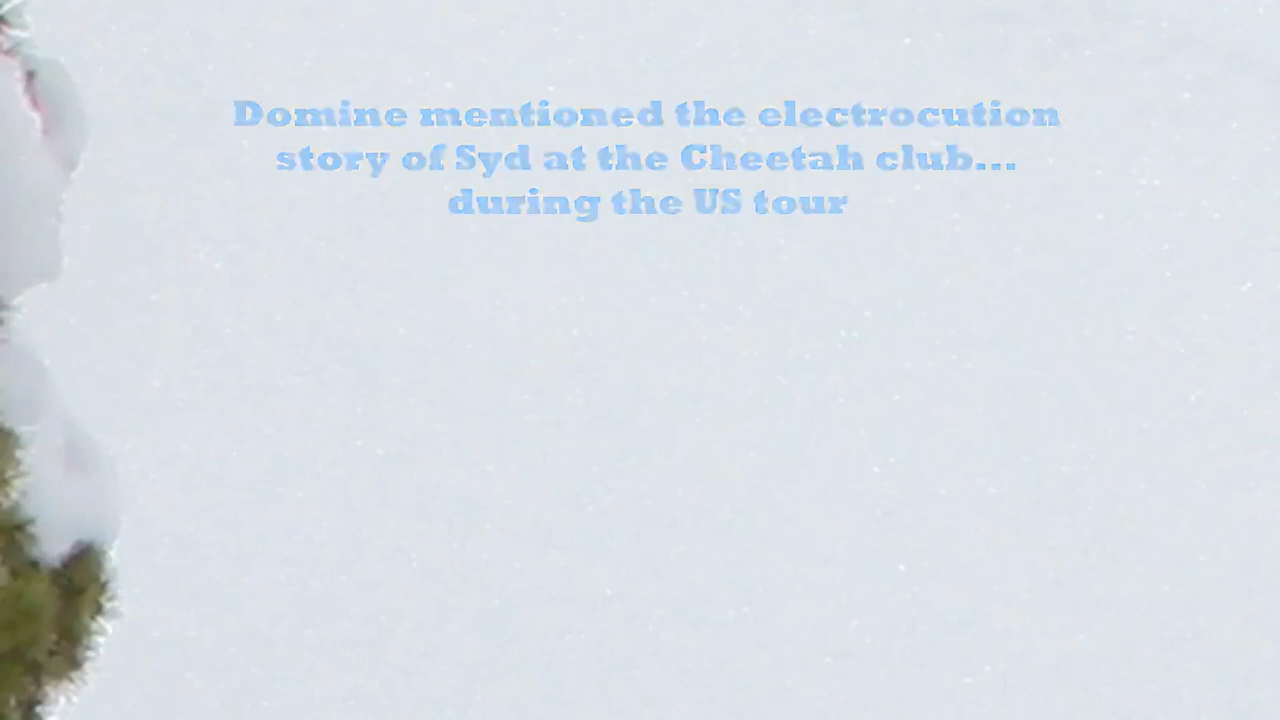 Domine mentioned the electrocution
story of Syd at the Cheetah club...
during the US tour